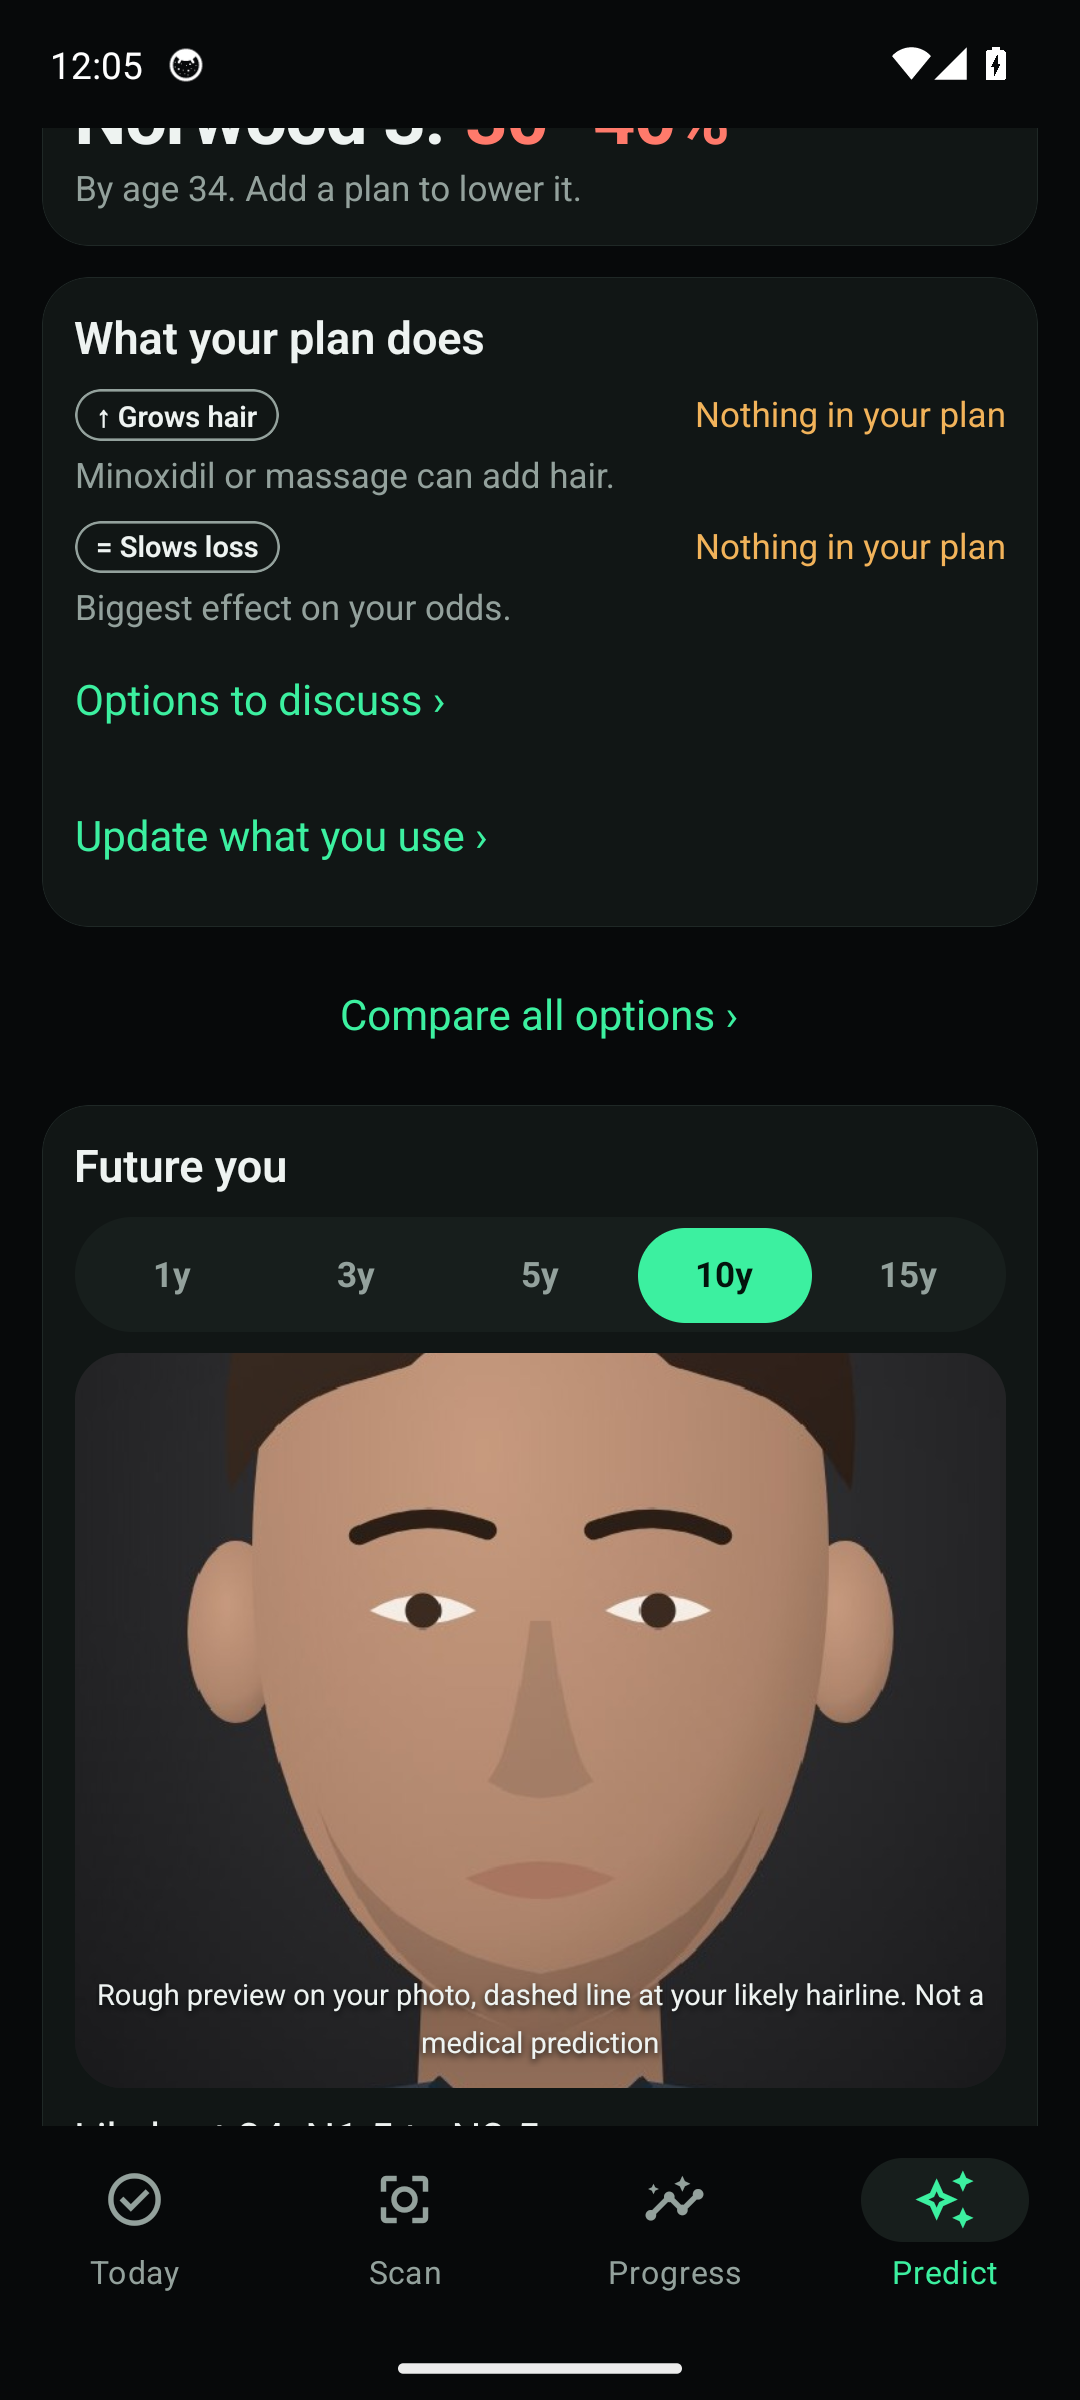 12:05
By age 34. Add a plan to lower it.
What your plan does
↑ Grows hair
Nothing in your plan
Minoxidil or massage can add hair.
= Slows loss
Nothing in your plan
Biggest effect on your odds.
Options to discuss ›
Update what you use ›
Compare all options ›
Future you
1y 3y 5y 10y 15y
Rough preview on your photo, dashed line at your likely hairline. Not a
medical prediction
Today Scan Progress Predict